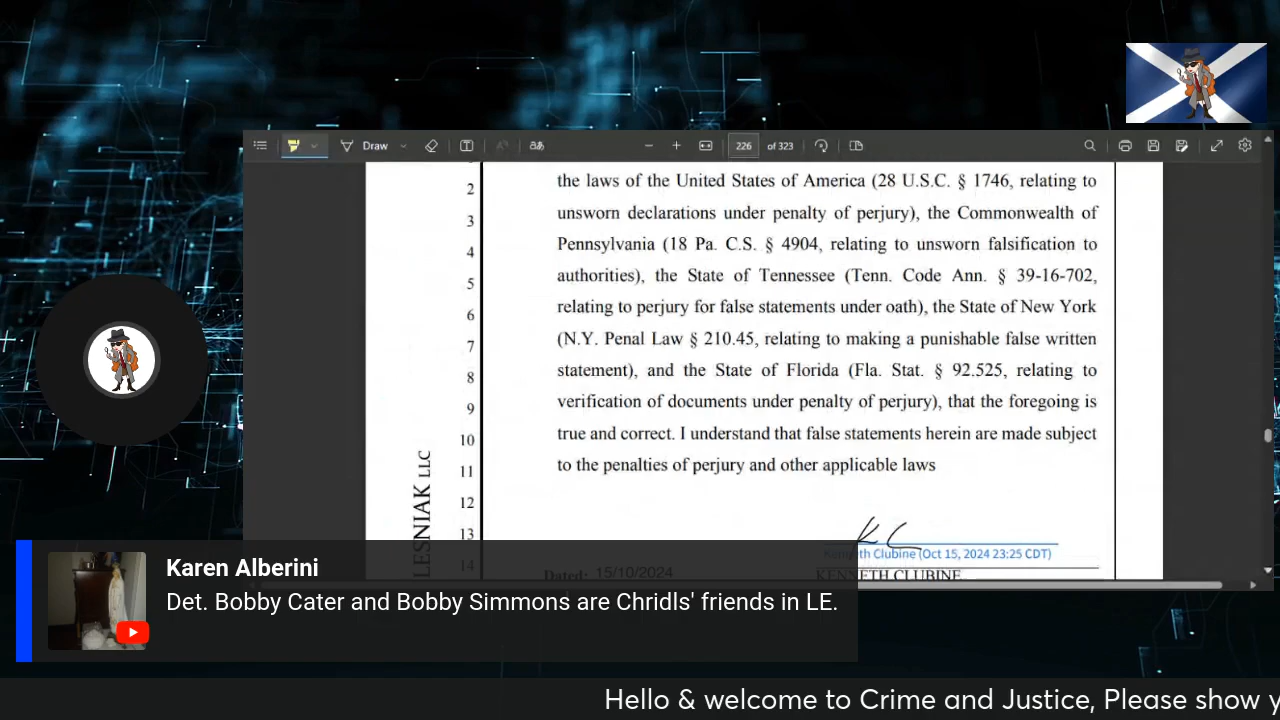 Draw
226
of 323
2
3
4
5
6
7
8
9
10
11
12
13
14
the laws of the United States of America (28 U.S.C. § 1746, relating to
unsworn declarations under penalty of perjury), the Commonwealth of
Pennsylvania (18 Pa. C.S. § 4904, relating to unsworn falsification to
authorities), the State of Tennessee (Tenn. Code Ann. § 39-16-702,
relating to perjury for false statements under oath), the State of New York
(N.Y. Penal Law § 210.45, relating to making a punishable false written
statement), and the State of Florida (Fla. Stat. § 92.525, relating to
verification of documents under penalty of perjury), that the foregoing is
true and correct. I understand that false statements herein are made subject
to the penalties of perjury and other applicable laws
LESNIAK LLC
K C
Kenneth Clubine (Oct 15, 2024 23:25 CDT)
Dated: 15/10/2024
KENNETH CLUBINE
Karen Alberini
Det. Bobby Cater and Bobby Simmons are Chridls' friends in LE.
Hello & welcome to Crime and Justice, Please show y